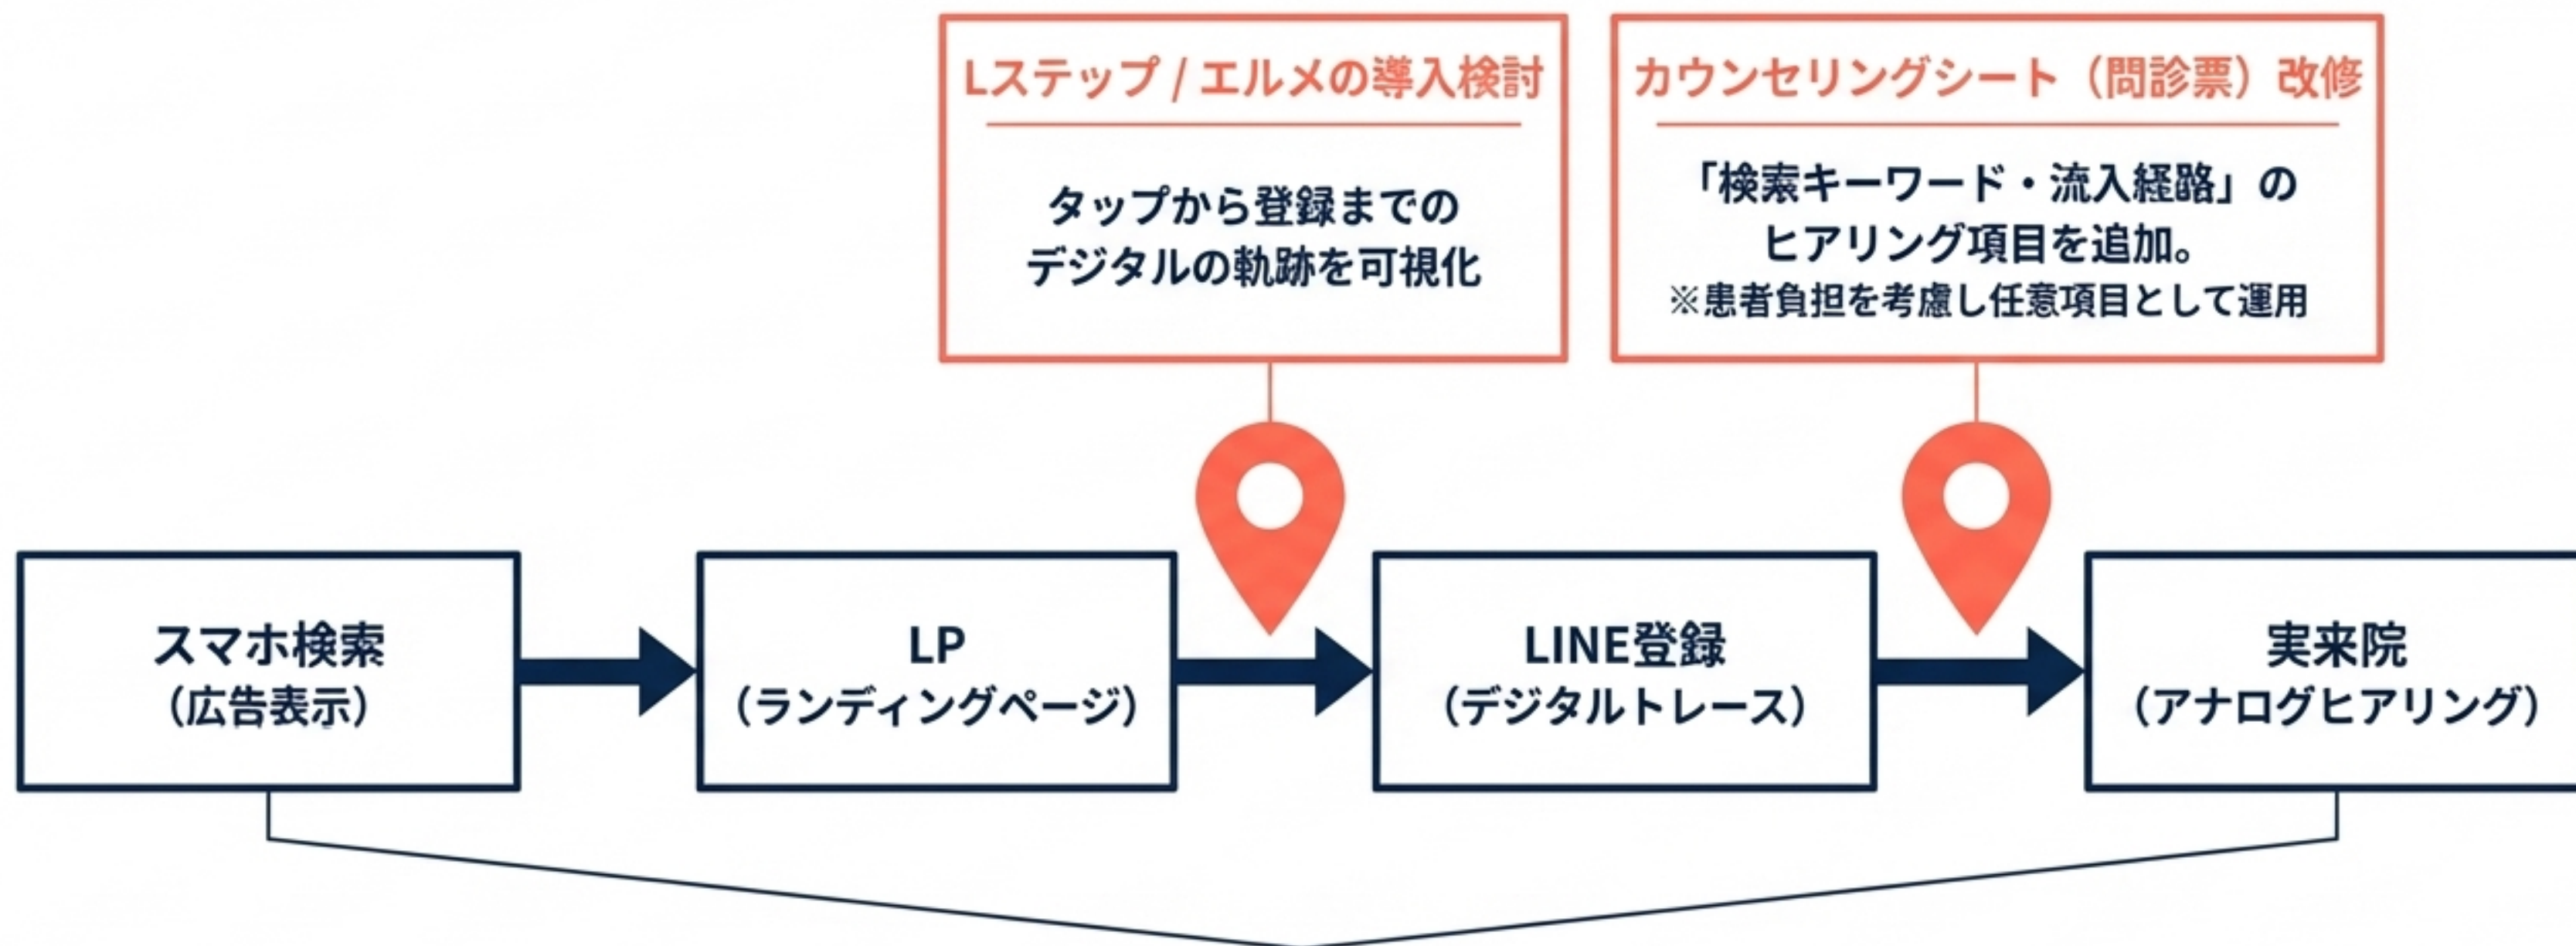 Lステップ / エルメの導入検討
タップから登録までの
デジタルの軌跡を可視化
カウンセリングシート（問診票）改修
「検索キーワード・流入経路」の
ヒアリング項目を追加。
※患者負担を考慮し任意項目として運用
スマホ検索
（広告表示）
LP
（ランディングページ）
LINE登録
（デジタルトレース）
実来院
（アナログヒアリング）